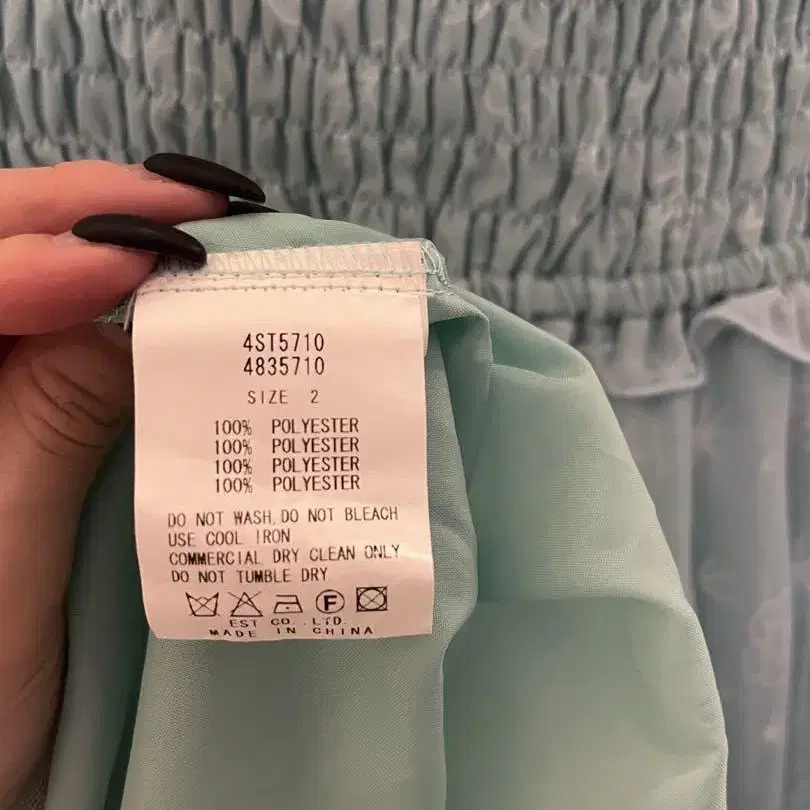 4ST5710
4835710
SIZE 2
100% POLYESTER
100% POLYESTER
100% POLYESTER
100% POLYESTER
DO NOT WASH, DO NOT BLEACH
USE COOL IRON
COMMERCIAL DRY CLEAN ONLY
DO NOT TUMBLE DRY
F
EST CO., LTD.
MADE IN CHINA